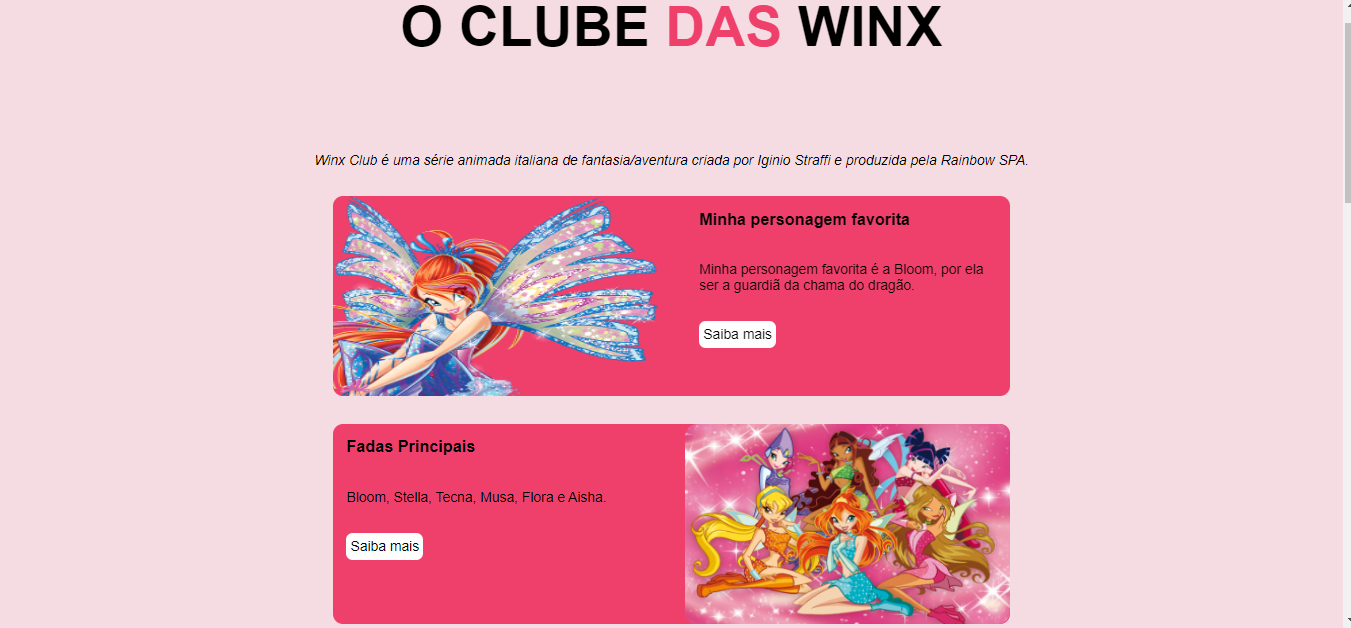 O CLUBE DAS WINX
Winx Club é uma série animada italiana de fantasia/aventura criada por Iginio Straffi e produzida pela Rainbow SPA.
Minha personagem favorita
Minha personagem favorita é a Bloom, por ela
ser a guardiã da chama do dragão.
Saiba mais
Fadas Principais
Bloom, Stella, Tecna, Musa, Flora e Aisha.
Saiba mais